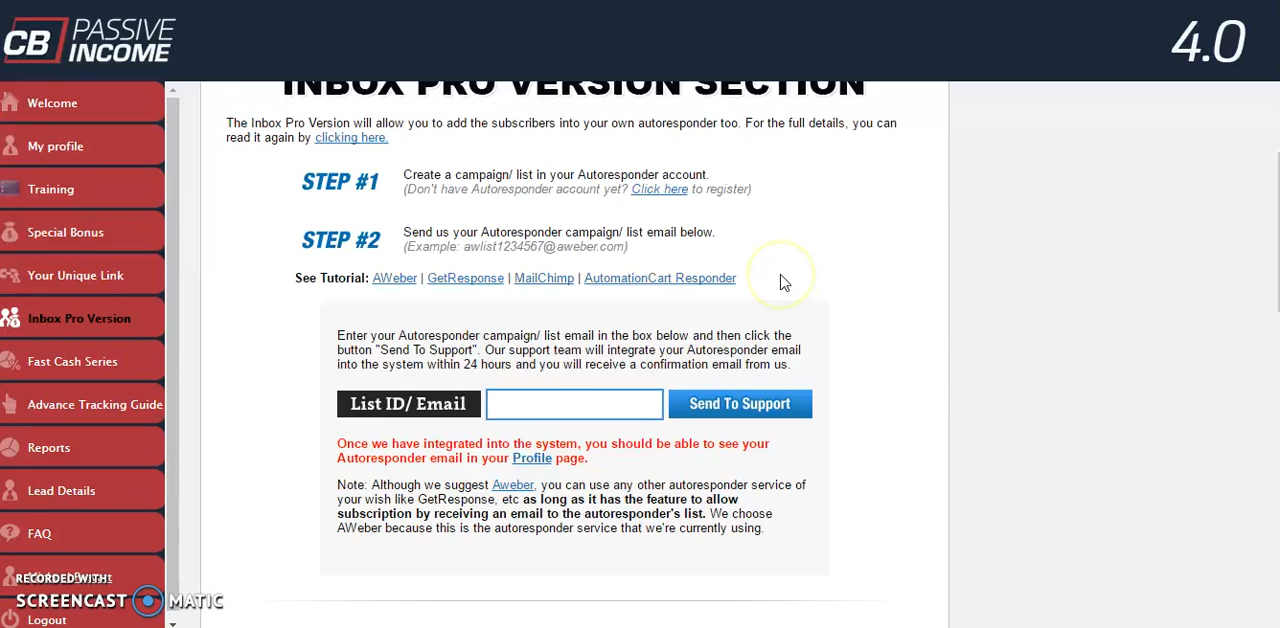 CB PASSIVE INCOME
4.0
Welcome
My profile
Training
Special Bonus
Your Unique Link
Inbox Pro Version
Fast Cash Series
Advance Tracking Guide
Reports
Lead Details
FAQ
Logout
INBOX PRO VERSION SECTION
The Inbox Pro Version will allow you to add the subscribers into your own autoresponder too. For the full details, you can
read it again by clicking here.
STEP #1
Create a campaign/ list in your Autoresponder account.
(Don't have Autoresponder account yet? Click here to register)
STEP #2
Send us your Autoresponder campaign/ list email below.
(Example: awlist1234567@aweber.com)
See Tutorial: AWeber | GetResponse | MailChimp | AutomationCart Responder
Enter your Autoresponder campaign/ list email in the box below and then click the
button "Send To Support". Our support team will integrate your Autoresponder email
into the system within 24 hours and you will receive a confirmation email from us.
List ID/ Email
Send To Support
Once we have integrated into the system, you should be able to see your
Autoresponder email in your Profile page.
Note: Although we suggest Aweber, you can use any other autoresponder service of
your wish like GetResponse, etc as long as it has the feature to allow
subscription by receiving an email to the autoresponder's list. We choose
AWeber because this is the autoresponder service that we're currently using.
RECORDED WITH
SCREENCAST MATIC